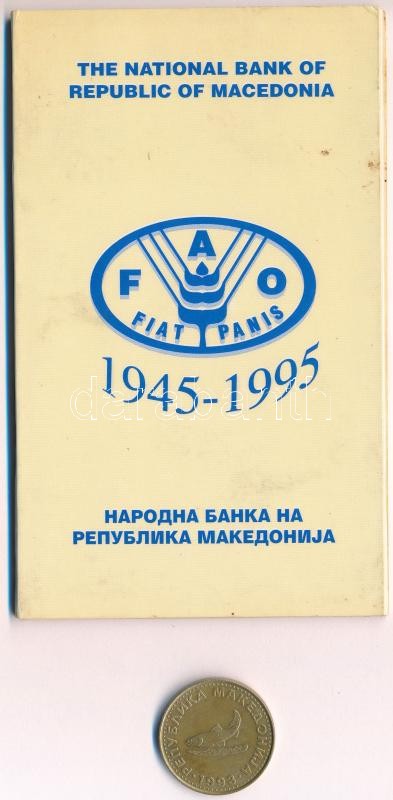 THE NATIONAL BANK OF
REPUBLIC OF MACEDONIA
F A O
FIAT PANIS
1945-1995
darabanth
НАРОДНА БАНКА НА
РЕПУБЛИКА МАКЕДОНИЈА
РЕПУБЛИКА МАКЕДОНИЈА
1993